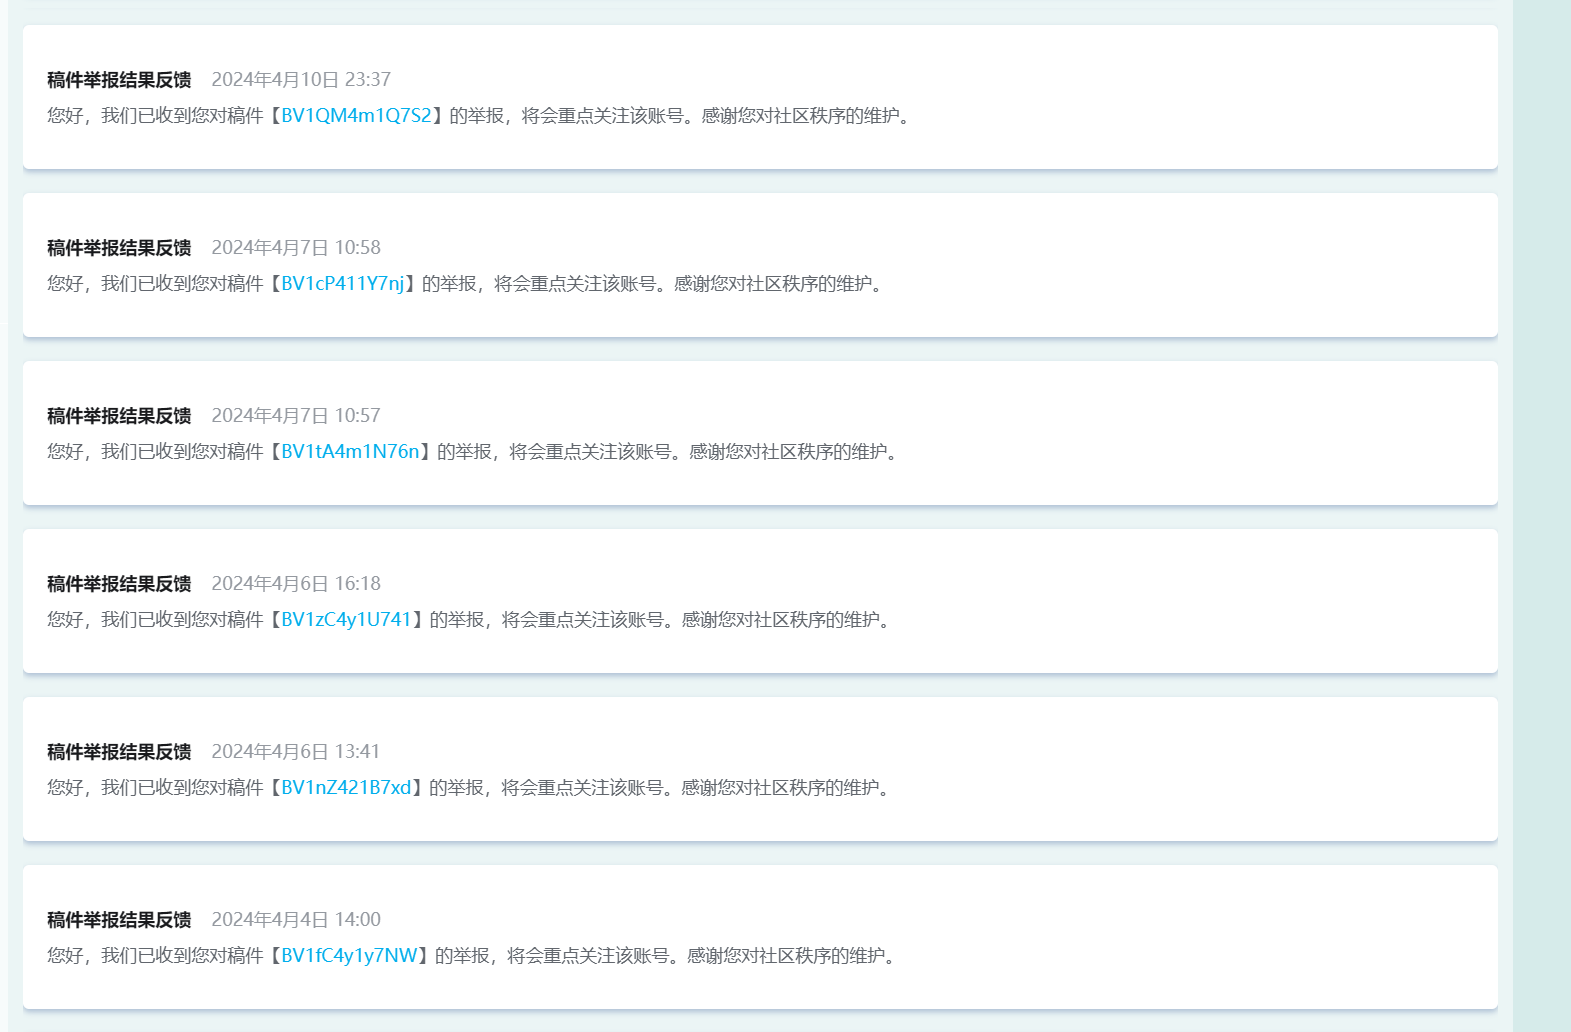 稿件举报结果反馈 2024年4月10日 23:37
您好，我们已收到您对稿件【BV1QM4m1Q7S2】的举报，将会重点关注该账号。感谢您对社区秩序的维护。
稿件举报结果反馈 2024年4月7日 10:58
您好，我们已收到您对稿件【BV1cP411Y7nj】的举报，将会重点关注该账号。感谢您对社区秩序的维护。
稿件举报结果反馈 2024年4月7日 10:57
您好，我们已收到您对稿件【BV1tA4m1N76n】的举报，将会重点关注该账号。感谢您对社区秩序的维护。
稿件举报结果反馈 2024年4月6日 16:18
您好，我们已收到您对稿件【BV1zC4y1U741】的举报，将会重点关注该账号。感谢您对社区秩序的维护。
稿件举报结果反馈 2024年4月6日 13:41
您好，我们已收到您对稿件【BV1nZ421B7xd】的举报，将会重点关注该账号。感谢您对社区秩序的维护。
稿件举报结果反馈 2024年4月4日 14:00
您好，我们已收到您对稿件【BV1fC4y1y7NW】的举报，将会重点关注该账号。感谢您对社区秩序的维护。